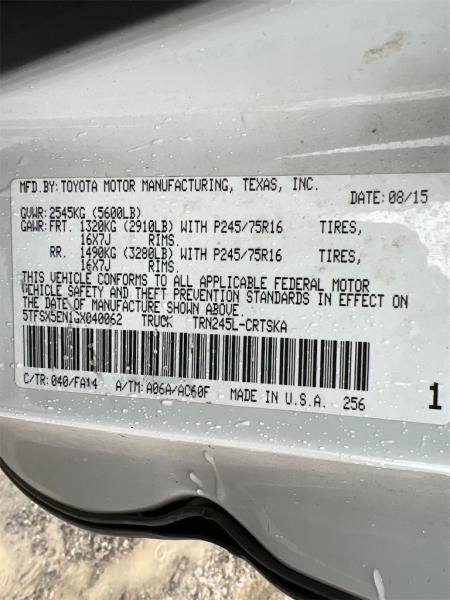 MFD.BY: TOYOTA MOTOR MANUFACTURING, TEXAS, INC. DATE: 08/15
GVWR: 2545KG (5600LB)
GAWR: FRT. 1320KG (2910LB) WITH P245/75R16 TIRES,
16X7J RIMS.
RR. 1490KG (3280LB) WITH P245/75R16 TIRES,
16X7J RIMS.
THIS VEHICLE CONFORMS TO ALL APPLICABLE FEDERAL MOTOR
VEHICLE SAFETY AND THEFT PREVENTION STANDARDS IN EFFECT ON
THE DATE OF MANUFACTURE SHOWN ABOVE.
5TFSX5EN1GX040062 TRUCK TRN245L-CRTSKA
C/TR: 040/FA14 A/TM: A06A/AC60F MADE IN U.S.A. 256
1